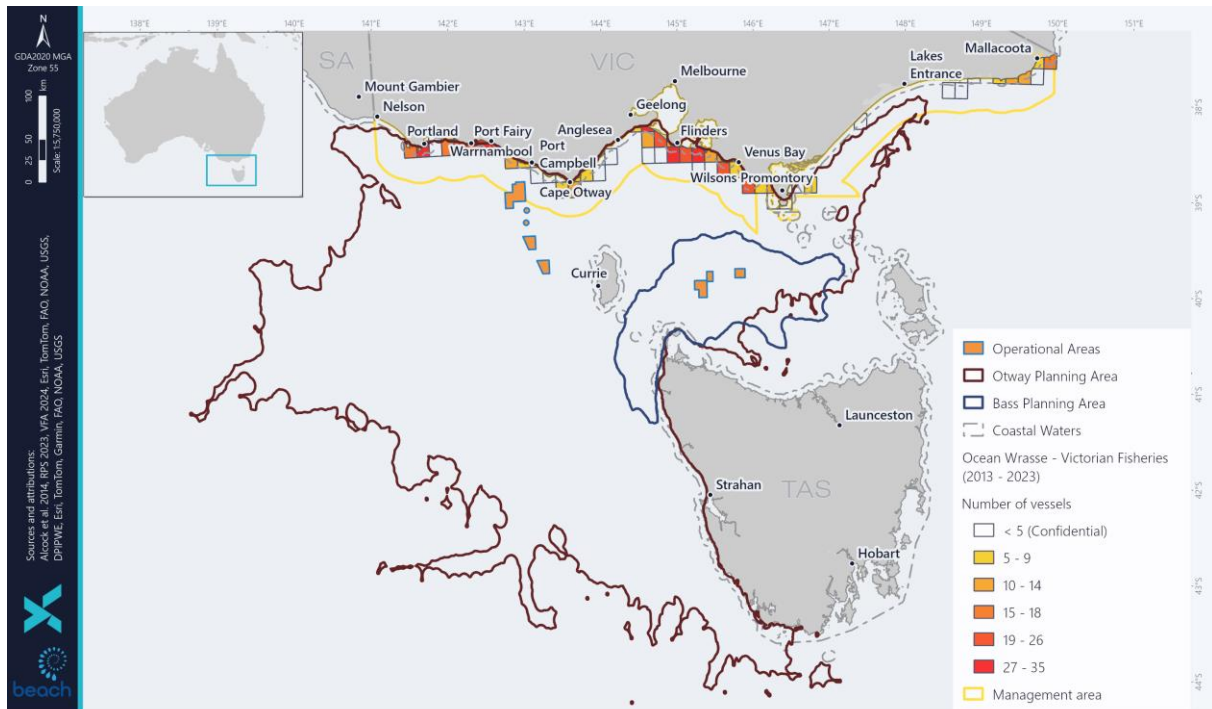 138°E 139°E 140°E 141°E 142°E 143°E 144°E 145°E 146°E 147°E 148°E 149°E 150°E 151°E
N
GDA2020 MGA
Zone 55
km
100
50
25
0
Scale: 1:5,750,000
Sources and attributions:
Alcock et al. 2014, RPS 2023, VFA 2024, Esri, TomTom, FAO, NOAA, USGS,
DPIPWE, Esri, TomTom, Garmin, FAO, NOAA, USGS
beach
SA
VIC
TAS
Mallacoota
Lakes
Entrance
Melbourne
Mount Gambier
Nelson
Geelong
Portland
Port Fairy
Anglesea
Flinders
Warrnambool
Port
Campbell
Venus Bay
Cape Otway
Wilsons Promontory
Currie
Launceston
Strahan
Hobart
38°S
39°S
40°S
41°S
42°S
43°S
44°S
Operational Areas
Otway Planning Area
Bass Planning Area
Coastal Waters
Ocean Wrasse - Victorian Fisheries
(2013 - 2023)
Number of vessels
< 5 (Confidential)
5 - 9
10 - 14
15 - 18
19 - 26
27 - 35
Management area